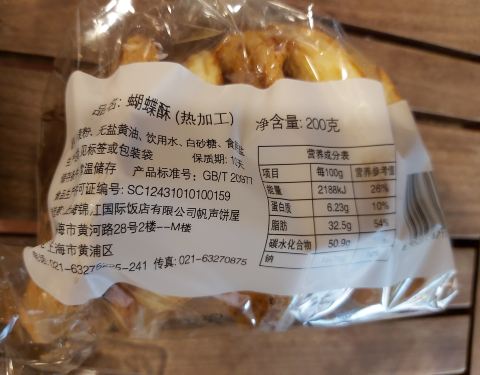 品名: 蝴蝶酥 (热加工)
粉, 无盐黄油, 饮用水, 白砂糖, 食
见标签或包装袋 保质期: 10天
温储存 产品标准号: GB/T 20977
许可证编号: SC12431010100159
江国际饭店有限公司帆声饼屋
海市黄河路28号2楼--M楼
上海市黄浦区
021-63270 -241 传真: 021-63270875
净含量: 200克
营养成分表
项目 每100g 营养参考值
能量 2188kJ 26%
蛋白质 6.23g 10%
脂肪 32.5g 54%
碳水化合物 50.9g
钠